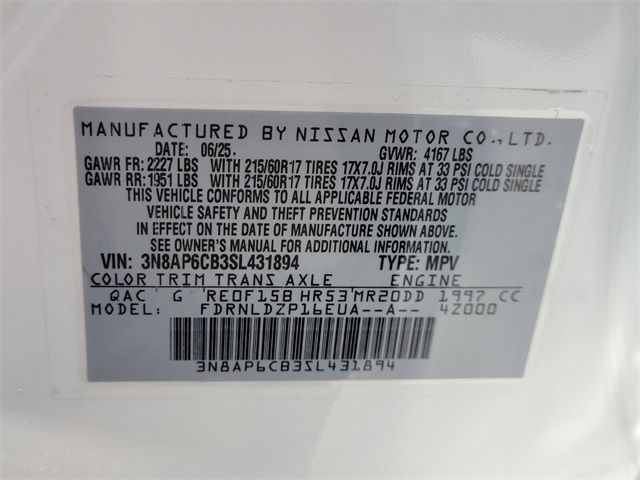 MANUFACTURED BY NISSAN MOTOR CO., LTD.
DATE: 06/25. GVWR: 4167 LBS
GAWR FR: 2227 LBS WITH 215/60R17 TIRES 17X7.0J RIMS AT 33 PSI COLD SINGLE
GAWR RR: 1951 LBS WITH 215/60R17 TIRES 17X7.0J RIMS AT 33 PSI COLD SINGLE
THIS VEHICLE CONFORMS TO ALL APPLICABLE FEDERAL MOTOR
VEHICLE SAFETY AND THEFT PREVENTION STANDARDS
IN EFFECT ON THE DATE OF MANUFACTURE SHOWN ABOVE.
SEE OWNER'S MANUAL FOR ADDITIONAL INFORMATION.
VIN: 3N8AP6CB3SL431894 TYPE: MPV
COLOR TRIM TRANS AXLE ENGINE
QAC G RE0F15B HR53 MR20DD 1997 CC
MODEL: FDRNLDZP16EUA--A-- 4Z000
3N8AP6CB3SL431894